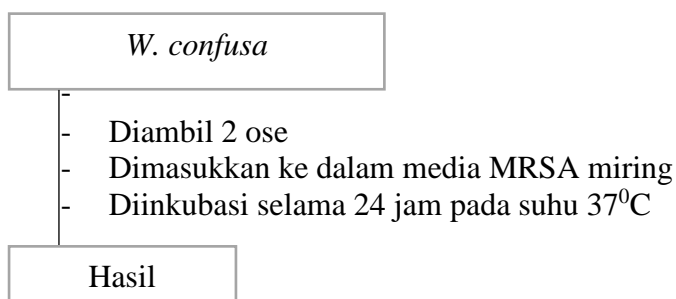 W. confusa
-
- Diambil 2 ose
- Dimasukkan ke dalam media MRSA miring
- Diinkubasi selama 24 jam pada suhu 37⁰C
Hasil